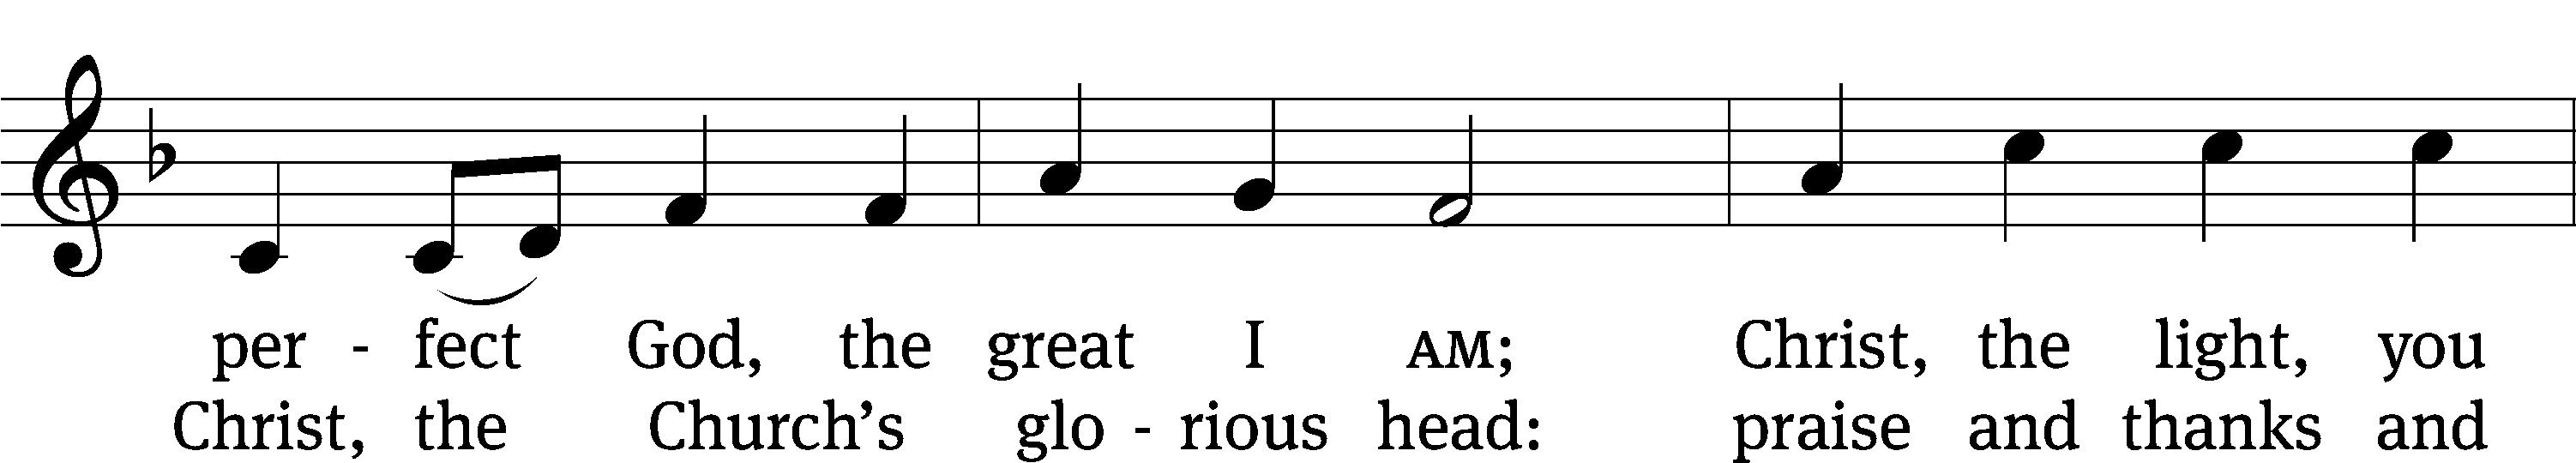 per - fect God, the great I AM; Christ, the light, you
Christ, the Church’s glo - rious head: praise and thanks and